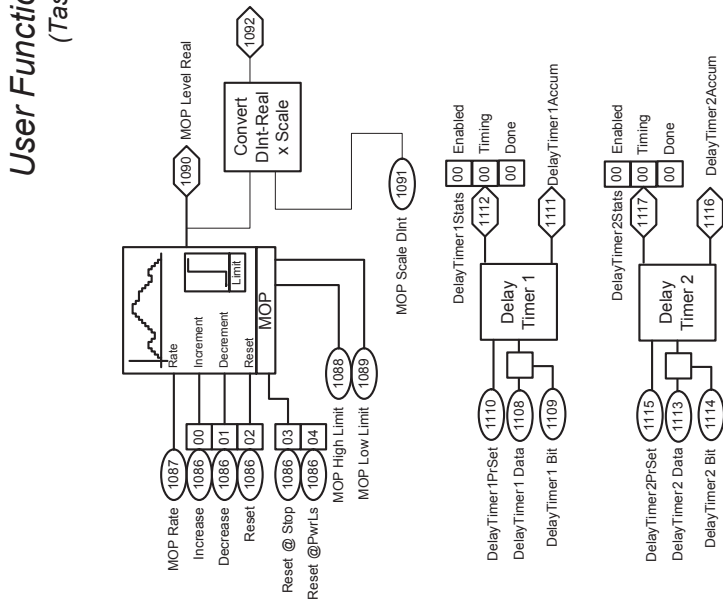 User Functio
(Tas
MOP Rate 1087
Increase 1086 00
Decrease 1086 01
Reset 1086 02
Reset @ Stop 1086 03
Reset @PwrLs 1086 04
MOP High Limit 1088
MOP Low Limit 1089
Rate
Increment
Decrement
Reset
Limit
MOP
1090 MOP Level Real
1092
Convert
DInt-Real
x Scale
MOP Scale DInt 1091
DelayTimer1PrSet 1110
DelayTimer1 Data 1108
DelayTimer1 Bit 1109
Delay
Timer 1
DelayTimer1Stats 1112
00 Enabled
00 Timing
00 Done
1111 DelayTimer1Accum
DelayTimer2PrSet 1115
DelayTimer2 Data 1113
DelayTimer2 Bit 1114
Delay
Timer 2
DelayTimer2Stats 1117
00 Enabled
00 Timing
00 Done
1116 DelayTimer2Accum